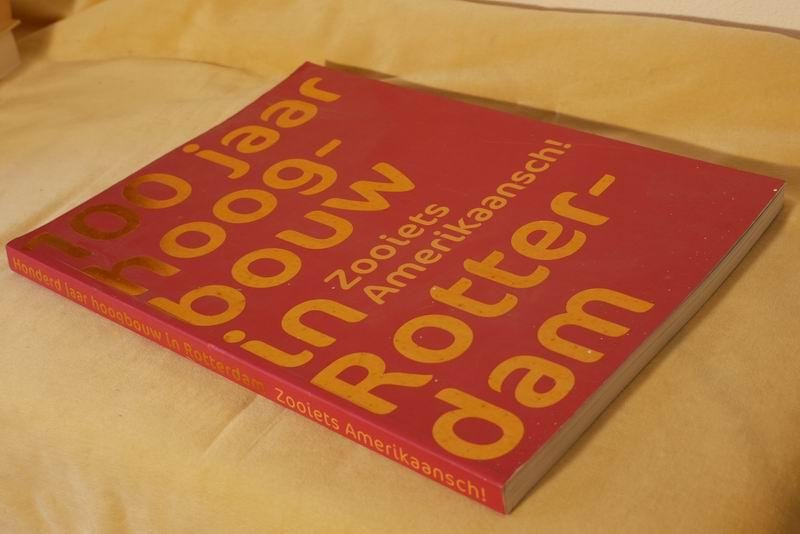 100 jaar
hoog-
bouw
in
Zooiets
Amerikaansch!
Rotter-
dam
Honderd jaar hoogbouw in Rotterdam Zooiets Amerikaansch!